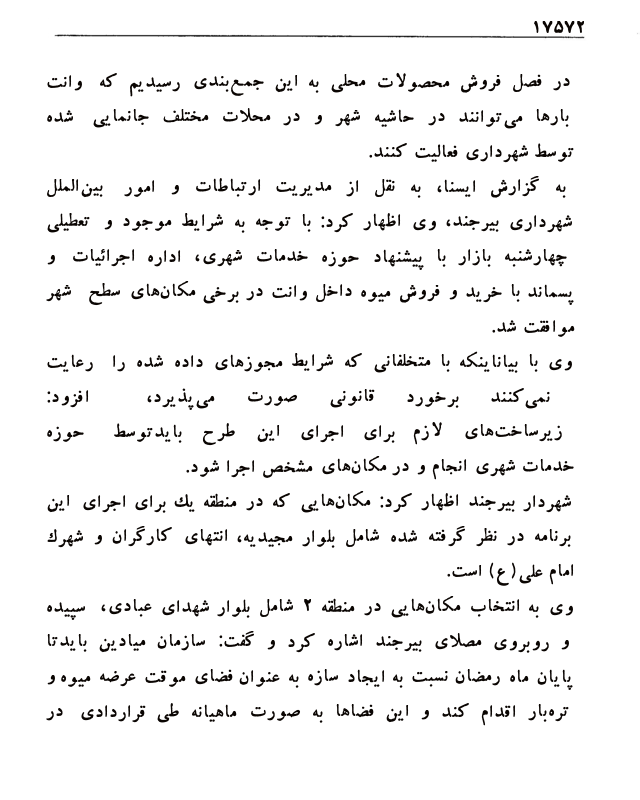 ۱۷۵۷۲
در فصل فروش محصولات محلی به این جمع‌بندی رسیدیم که وانت
بارها می‌توانند در حاشیه شهر و در محلات مختلف جانمایی شده
توسط شهرداری فعالیت کنند.
به گزارش ایسنا، به نقل از مدیریت ارتباطات و امور بین‌الملل
شهرداری بیرجند، وی اظهار کرد: با توجه به شرایط موجود و تعطیلی
چهارشنبه بازار با پیشنهاد حوزه خدمات شهری، اداره اجرائیات و
پسماند با خرید و فروش میوه داخل وانت در برخی مکان‌های سطح شهر
موافقت شد.
وی با بیاناینکه با متخلفانی که شرایط مجوزهای داده شده را رعایت
نمی‌کنند برخورد قانونی صورت می‌پذیرد، افزود:
زیرساخت‌های لازم برای اجرای این طرح بایدتوسط حوزه
خدمات شهری انجام و در مکان‌های مشخص اجرا شود.
شهردار بیرجند اظهار کرد: مکان‌هایی که در منطقه یك برای اجرای این
برنامه در نظر گرفته شده شامل بلوار مجیدیه، انتهای کارگران و شهرك
امام علی(ع) است.
وی به انتخاب مکان‌هایی در منطقه ۲ شامل بلوار شهدای عبادی، سپیده
و روبروی مصلای بیرجند اشاره کرد و گفت: سازمان میادین بایدتا
پایان ماه رمضان نسبت به ایجاد سازه به عنوان فضای موقت عرضه میوه و
تره‌بار اقدام کند و این فضاها به صورت ماهیانه طی قراردادی در